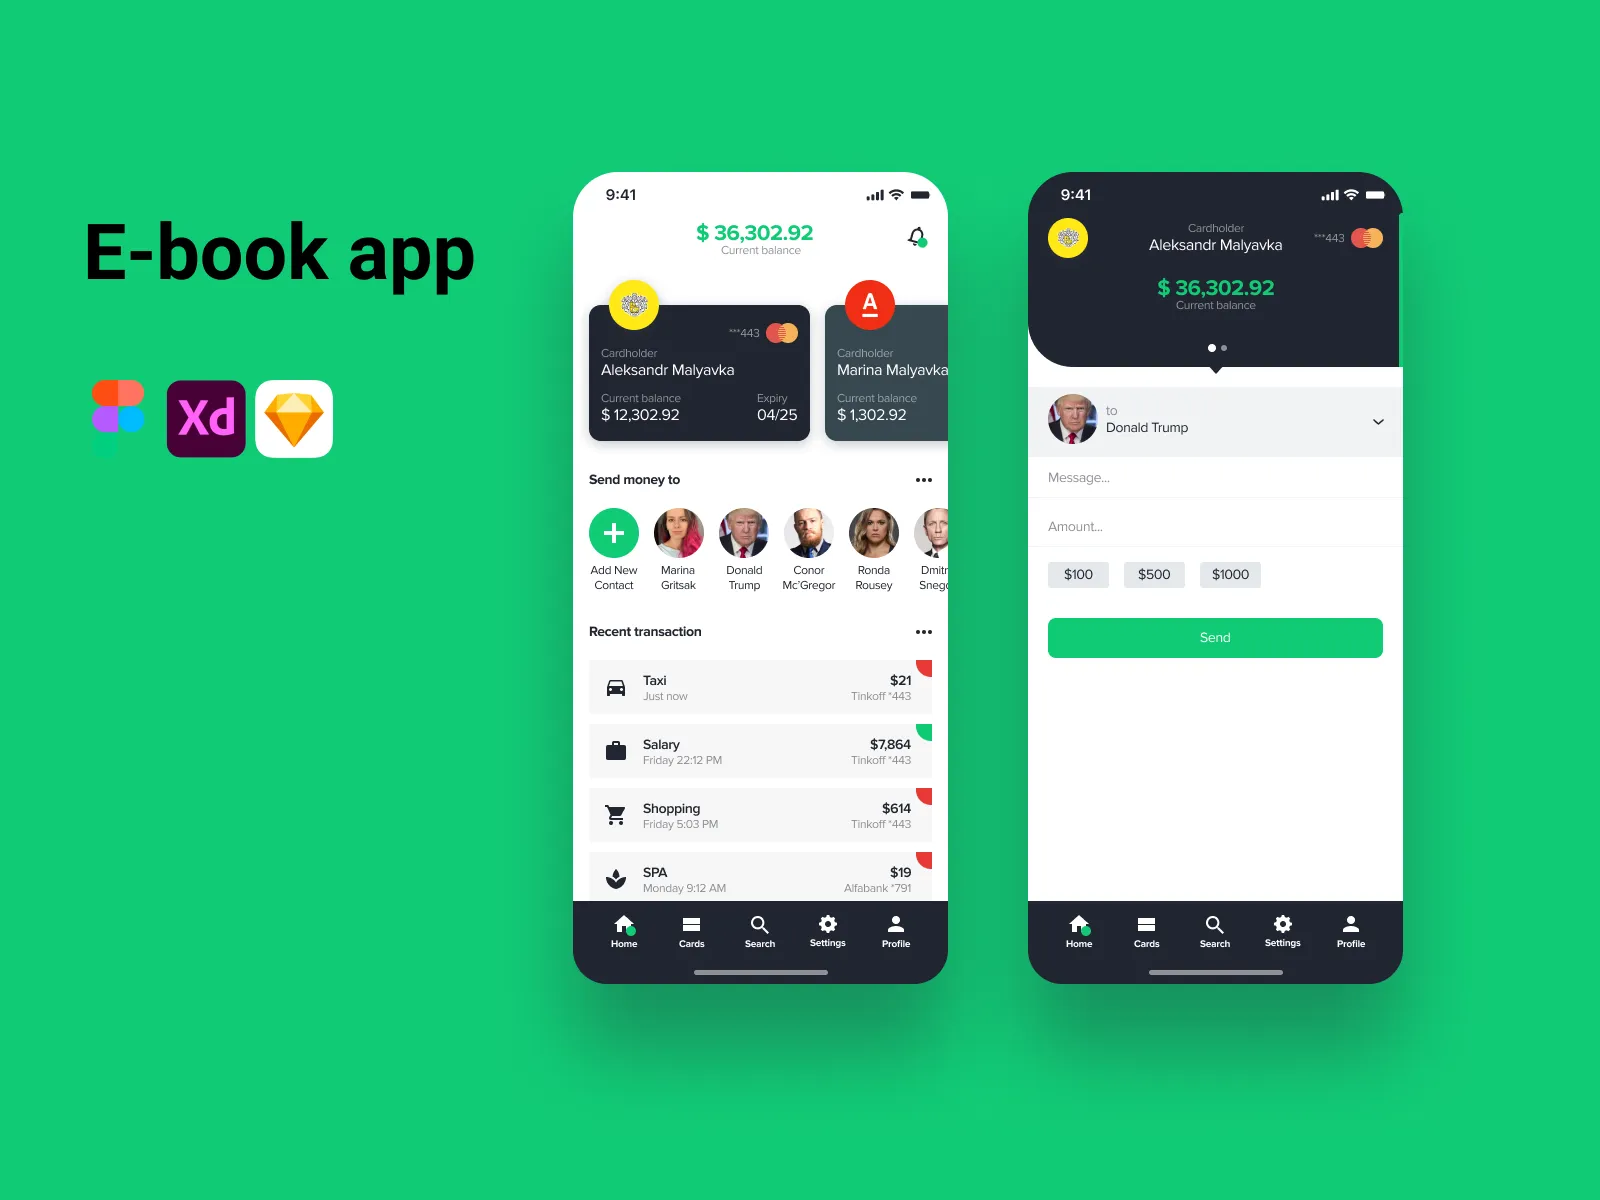 E-book app
Xd
9:41
$ 36,302.92
Current balance
A
***443
Cardholder
Aleksandr Malyavka
Current balance
Expiry
$ 12,302.92
04/25
Cardholder
Marina Malyavka
Current balance
$ 1,302.92
Send money to
Add New
Contact
Marina
Gritsak
Donald
Trump
Conor
Mc'Gregor
Ronda
Rousey
Dmitr
Snego
Recent transaction
Taxi
$21
Just now
Tinkoff *443
Salary
$7,864
Friday 22:12 PM
Tinkoff *443
Shopping
$614
Friday 5:03 PM
Tinkoff *443
SPA
$19
Monday 9:12 AM
Alfabank *791
Home
Cards
Search
Settings
Profile
9:41
Cardholder
Aleksandr Malyavka
***443
$ 36,302.92
Current balance
to
Donald Trump
Message...
Amount...
$100
$500
$1000
Send
Home
Cards
Search
Settings
Profile